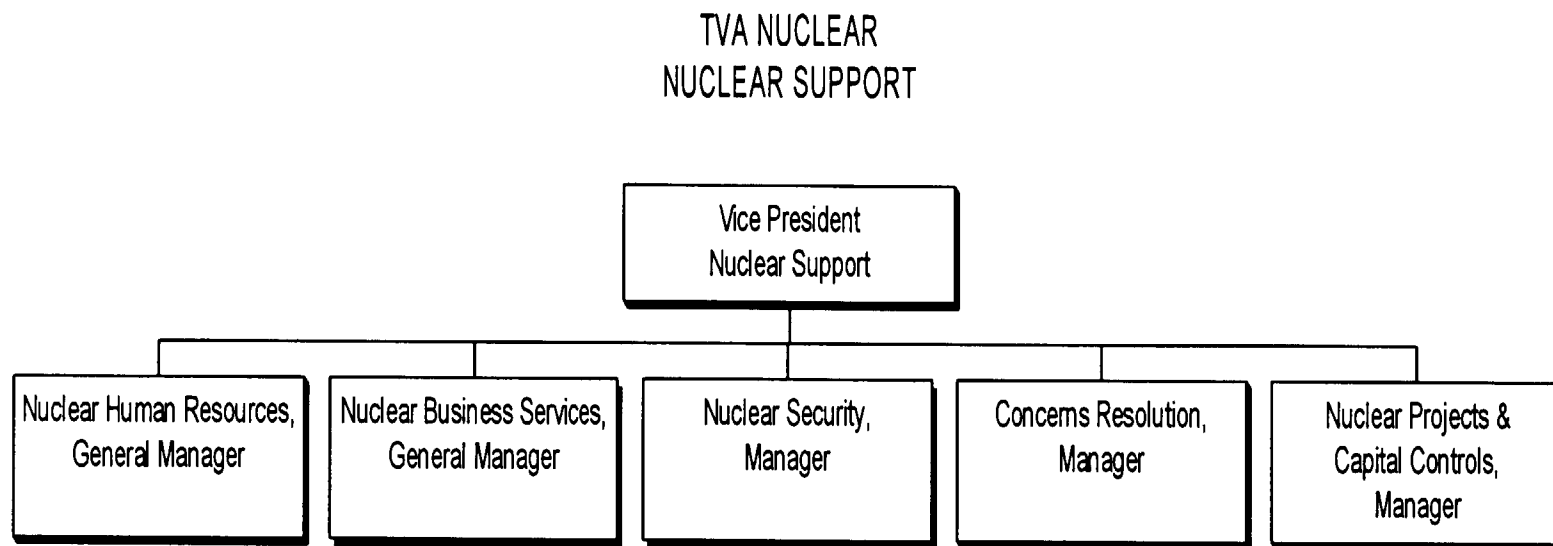 TVA NUCLEAR
NUCLEAR SUPPORT
Vice President
Nuclear Support
Nuclear Human Resources,
General Manager
Nuclear Business Services,
General Manager
Nuclear Security,
Manager
Concerns Resolution,
Manager
Nuclear Projects &
Capital Controls,
Manager